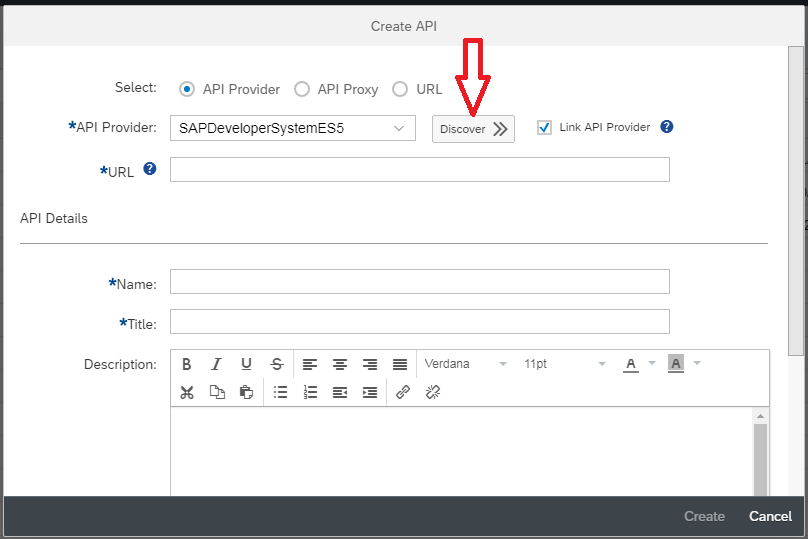 Create API
Select: API Provider API Proxy URL
*API Provider: SAPDeveloperSystemES5 Discover Link API Provider ?
*URL ?
API Details
*Name:
*Title:
Description: B I U S Verdana 11pt A A
Create Cancel